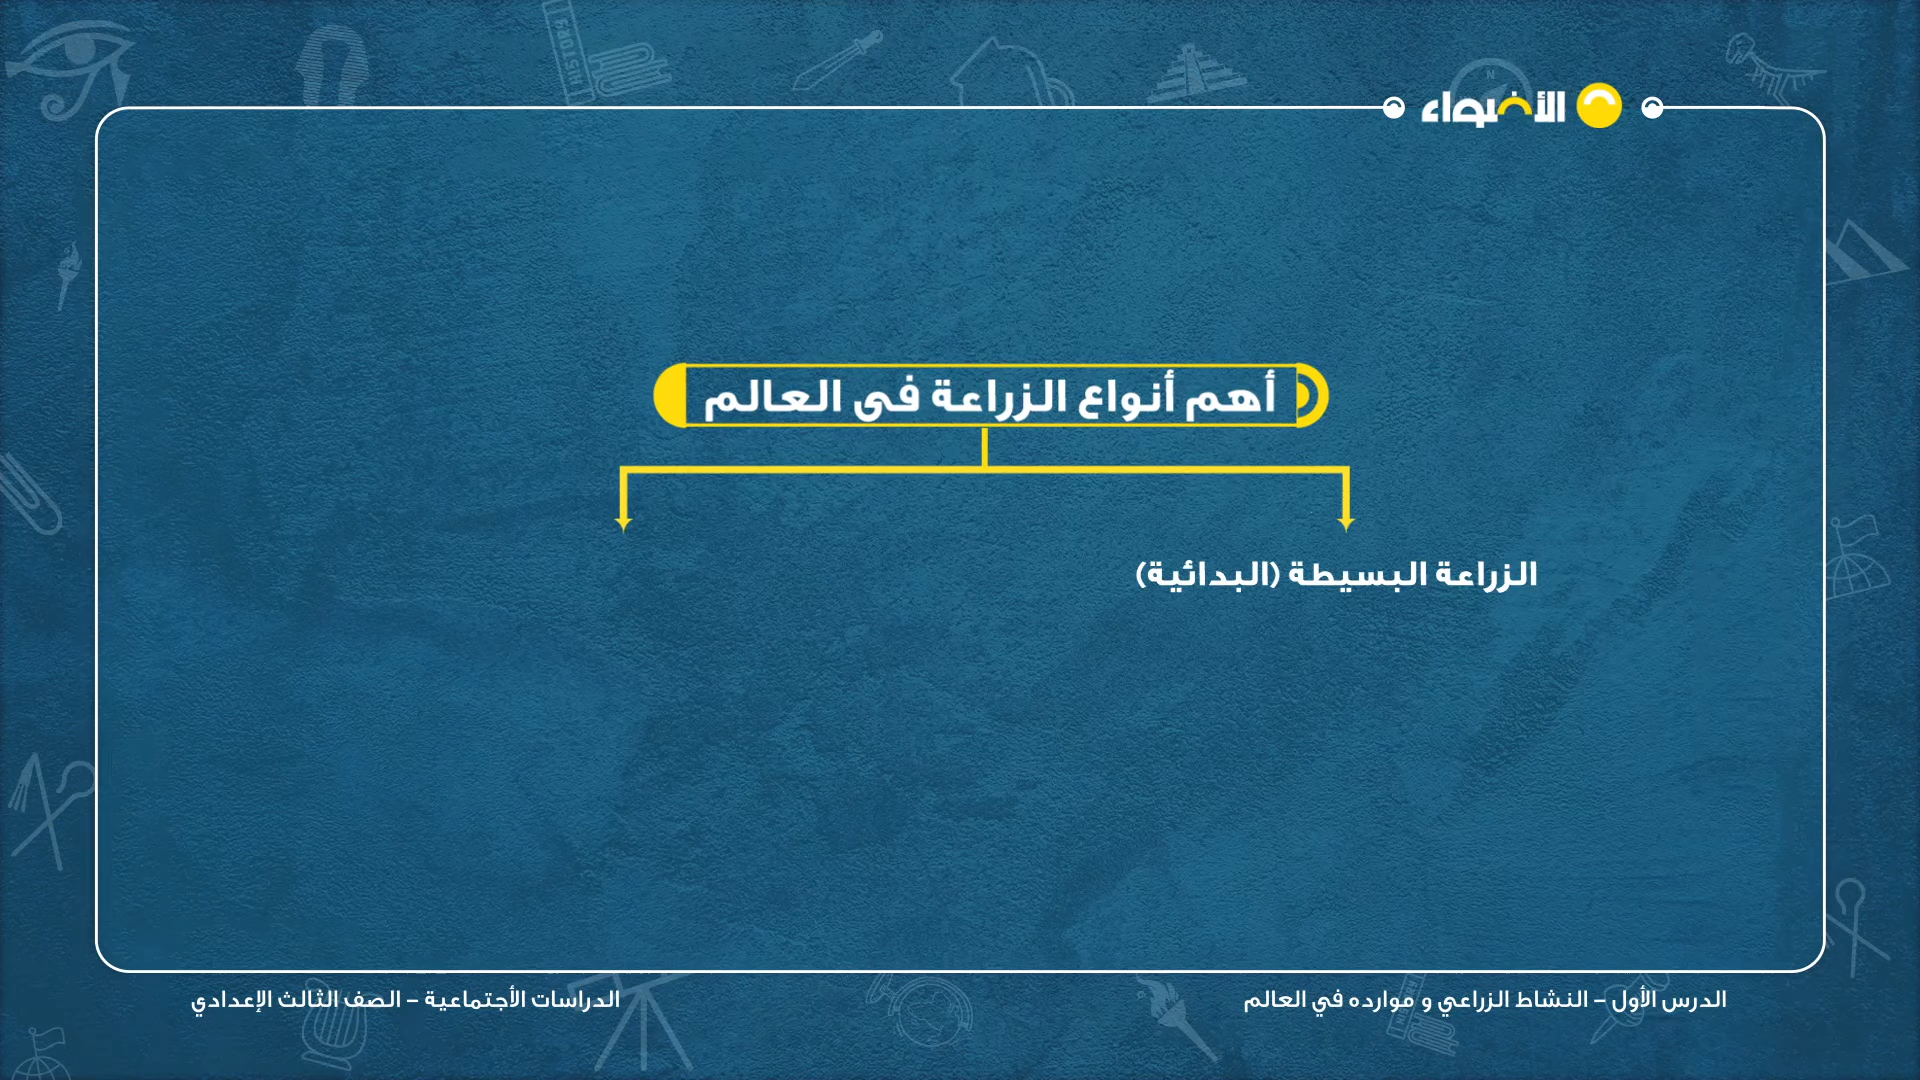 الأضواء
أهم أنواع الزراعة فى العالم
الزراعة البسيطة (البدائية)
الدرس الأول – النشاط الزراعي و موارده في العالم
الدراسات الأجتماعية – الصف الثالث الإعدادي
HISTORY
N